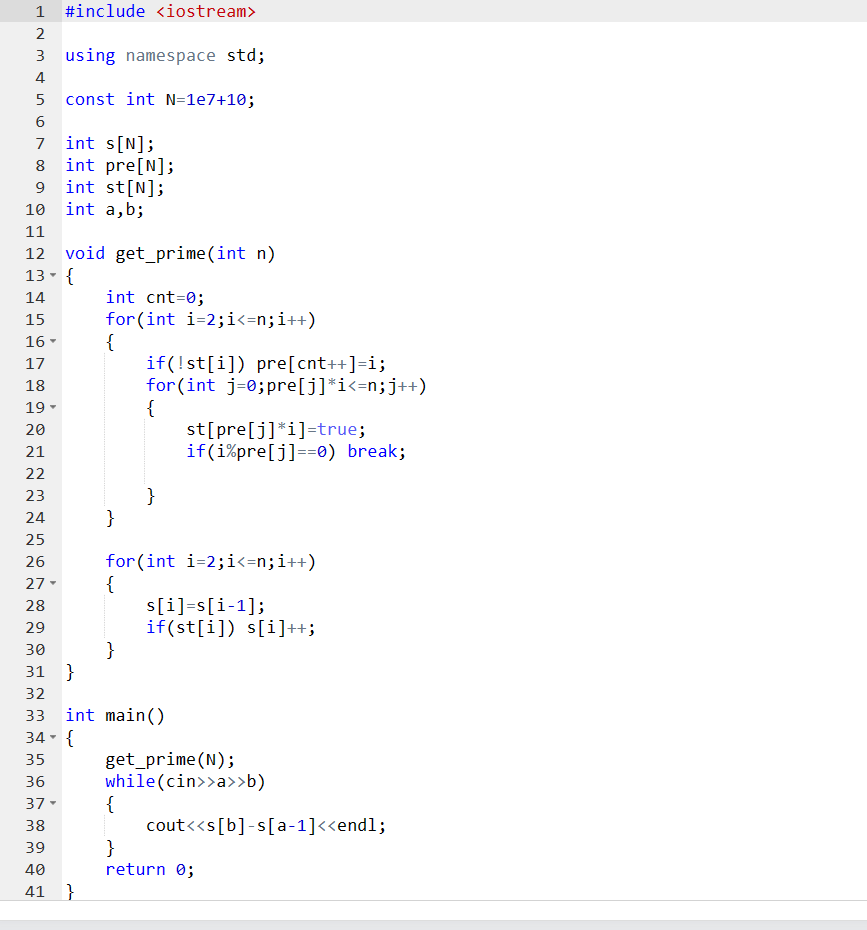 1 #include <iostream>
2
3 using namespace std;
4
5 const int N=1e7+10;
6
7 int s[N];
8 int pre[N];
9 int st[N];
10 int a,b;
11
12 void get_prime(int n)
13 {
14     int cnt=0;
15     for(int i=2;i<=n;i++)
16     {
17         if(!st[i]) pre[cnt++]=i;
18         for(int j=0;pre[j]*i<=n;j++)
19         {
20             st[pre[j]*i]=true;
21             if(i%pre[j]==0) break;
22
23         }
24     }
25
26     for(int i=2;i<=n;i++)
27     {
28         s[i]=s[i-1];
29         if(st[i]) s[i]++;
30     }
31 }
32
33 int main()
34 {
35     get_prime(N);
36     while(cin>>a>>b)
37     {
38         cout<<s[b]-s[a-1]<<endl;
39     }
40     return 0;
41 }